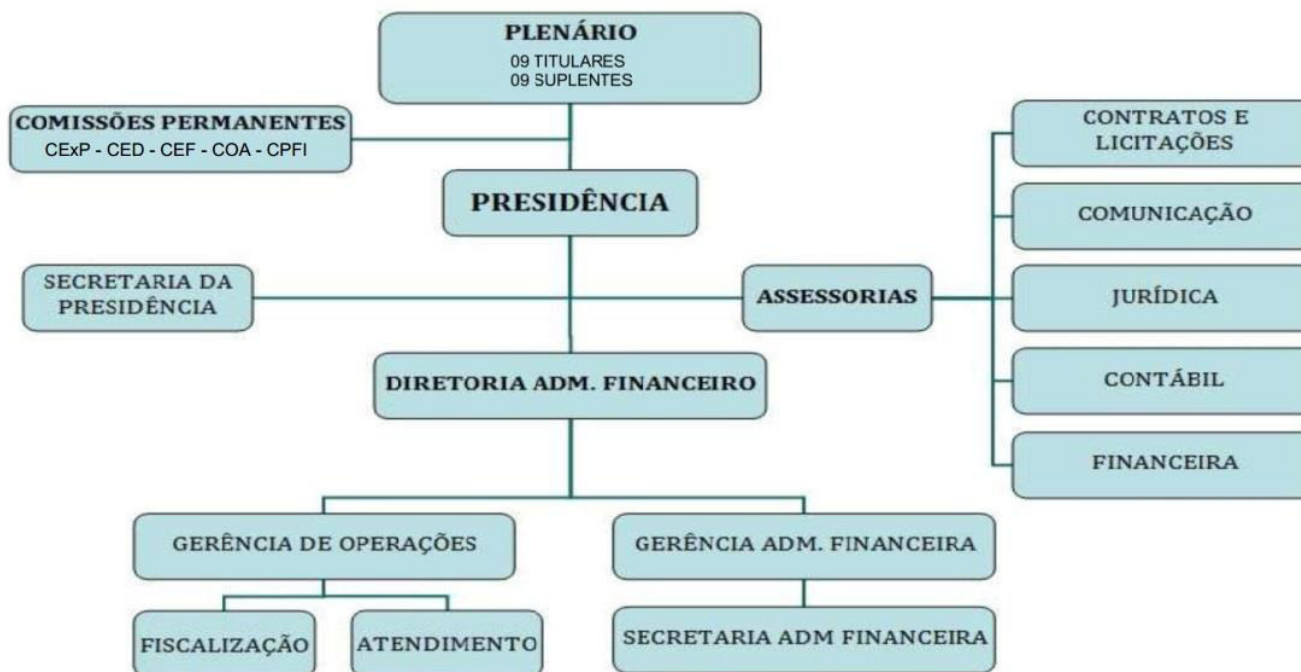 PLENÁRIO
09 TITULARES
09 SUPLENTES
COMISSÕES PERMANENTES
CExP - CED - CEF - COA - CPFI
PRESIDÊNCIA
SECRETARIA DA
PRESIDÊNCIA
ASSESSORIAS
CONTRATOS E
LICITAÇÕES
COMUNICAÇÃO
JURÍDICA
CONTÁBIL
FINANCEIRA
DIRETORIA ADM. FINANCEIRO
GERÊNCIA DE OPERAÇÕES
GERÊNCIA ADM. FINANCEIRA
FISCALIZAÇÃO
ATENDIMENTO
SECRETARIA ADM FINANCEIRA